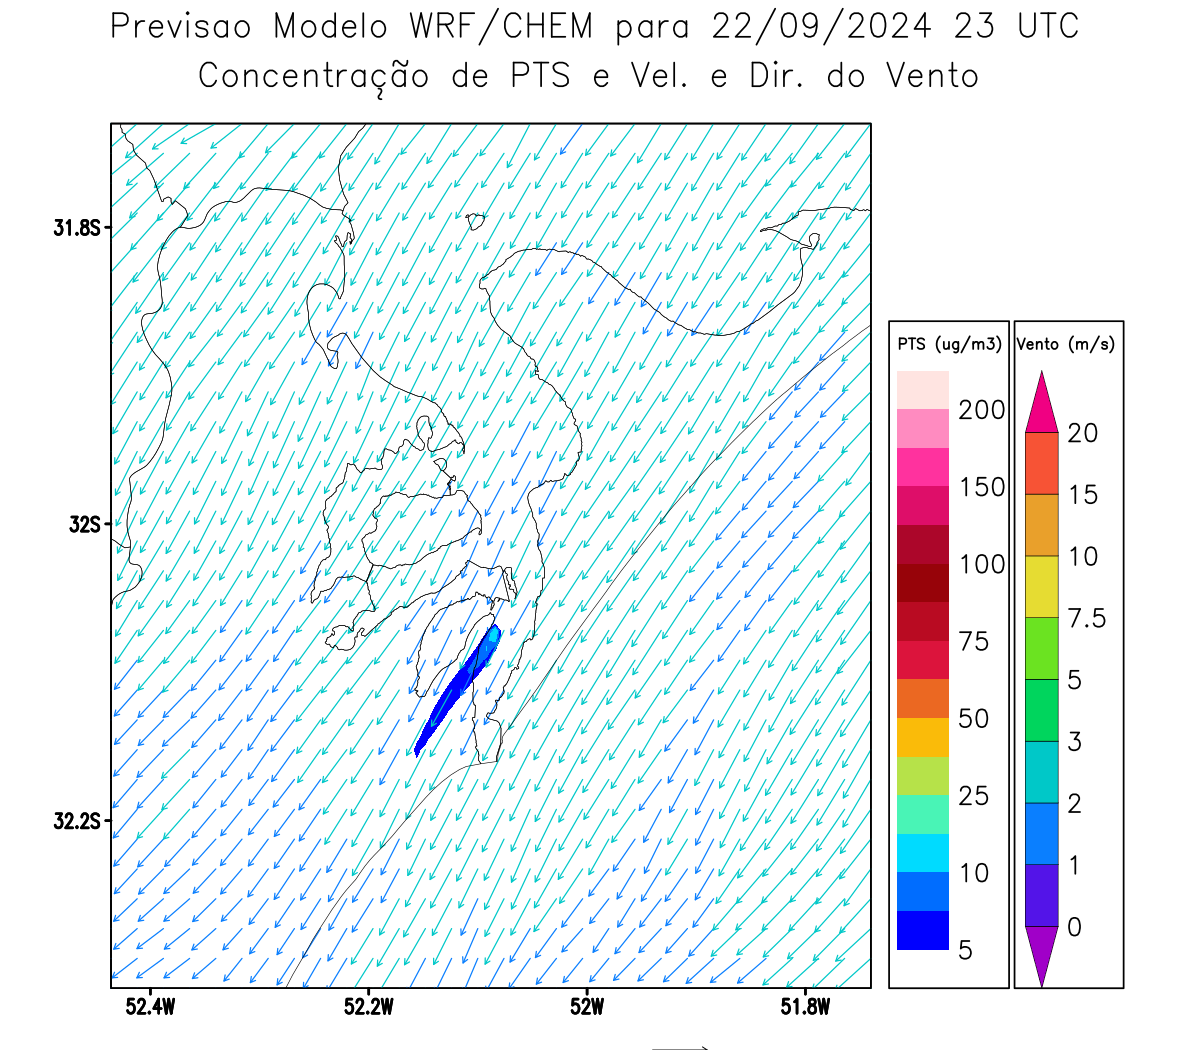 Previsao Modelo WRF/CHEM para 22/09/2024 23 UTC
Concentração de PTS e Vel. e Dir. do Vento
31.8S
32S
32.2S
52.4W
52.2W
52W
51.8W
PTS (ug/m3)
200
150
100
75
50
25
10
5
Vento (m/s)
20
15
10
7.5
5
3
2
1
0